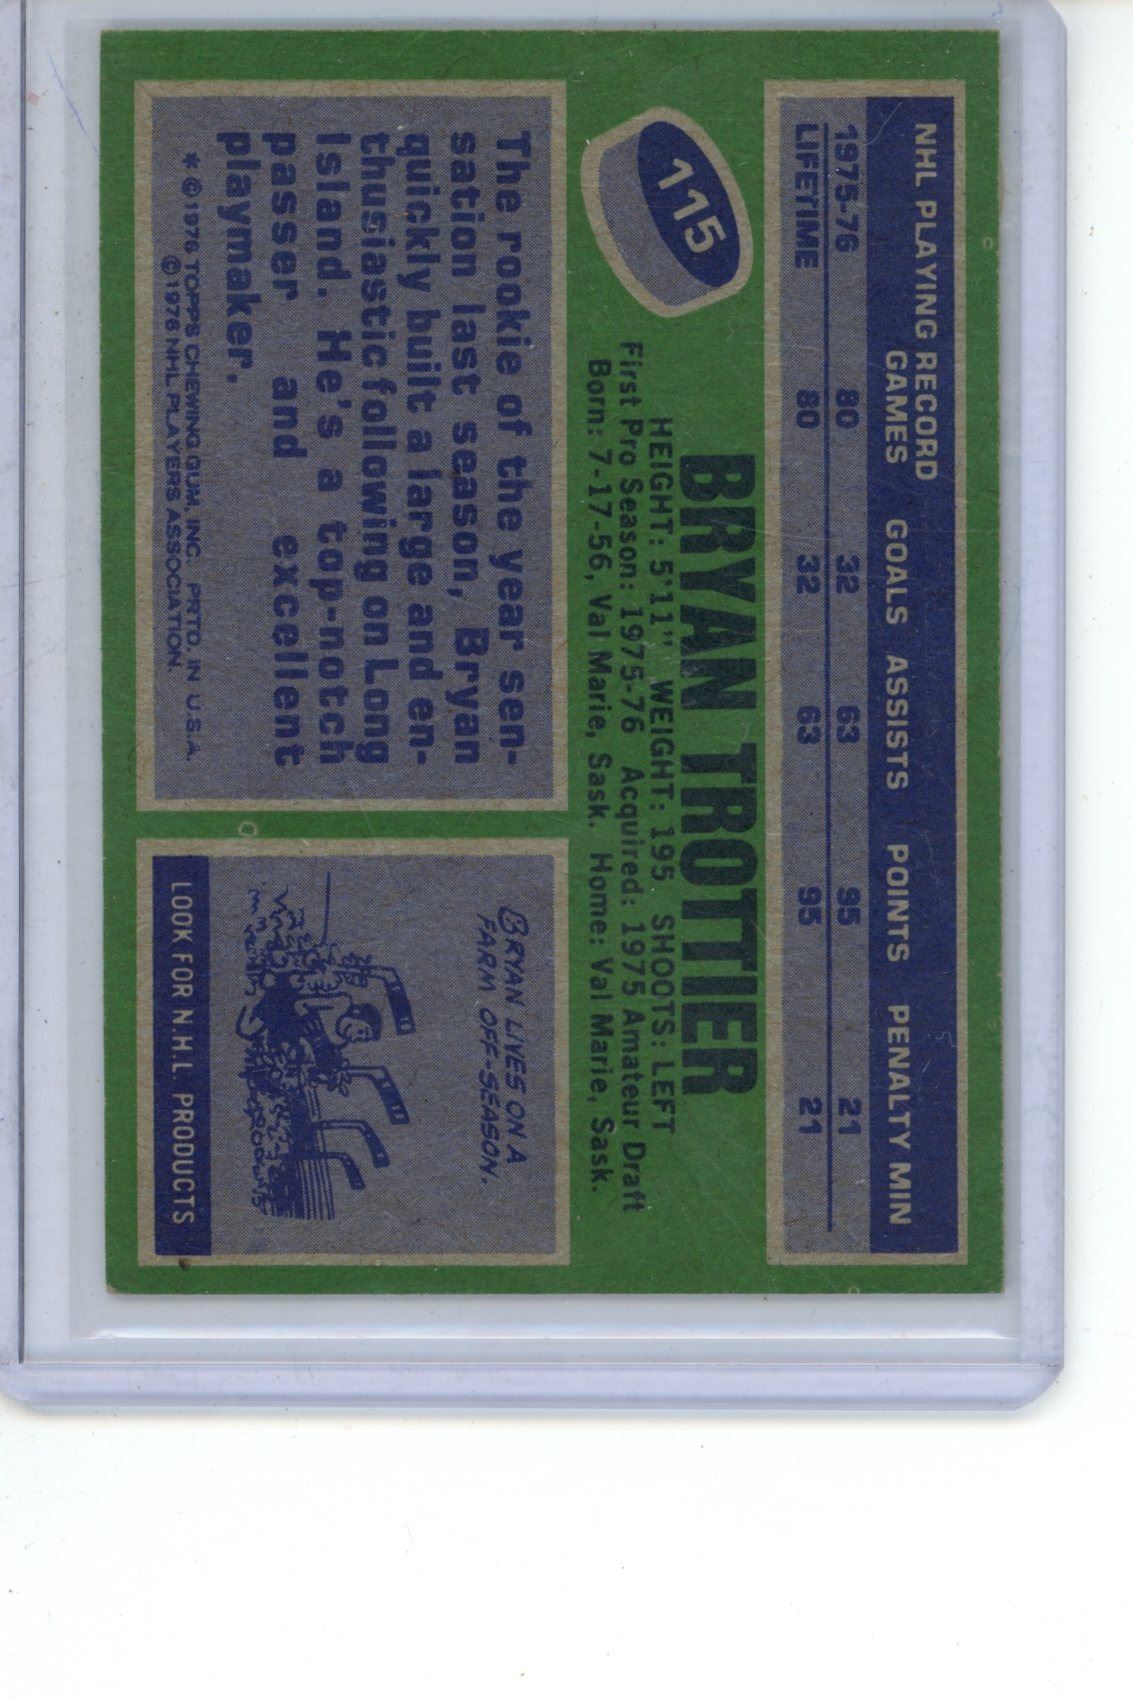 NHL PLAYING RECORD
GAMES GOALS ASSISTS POINTS PENALTY MIN
1975-76 80 32 63 95 21
LIFETIME 80 32 63 95 21
115
BRYAN TROTTIER
HEIGHT: 5'11" WEIGHT: 195 SHOOTS: LEFT
First Pro Season: 1975-76 Acquired: 1975 Amateur Draft
Born: 7-17-56, Val Marie, Sask. Home: Val Marie, Sask.
The rookie of the year sen-
sation last season, Bryan
quickly built a large and en-
thusiastic following on Long
Island. He's a top-notch
passer and excellent
playmaker.
* © 1976 TOPPS CHEWING GUM, INC. PRTD. IN U.S.A.
© 1976 NHL PLAYERS ASSOCIATION.
BRYAN LIVES ON A
FARM OFF-SEASON.
LOOK FOR N.H.L. PRODUCTS